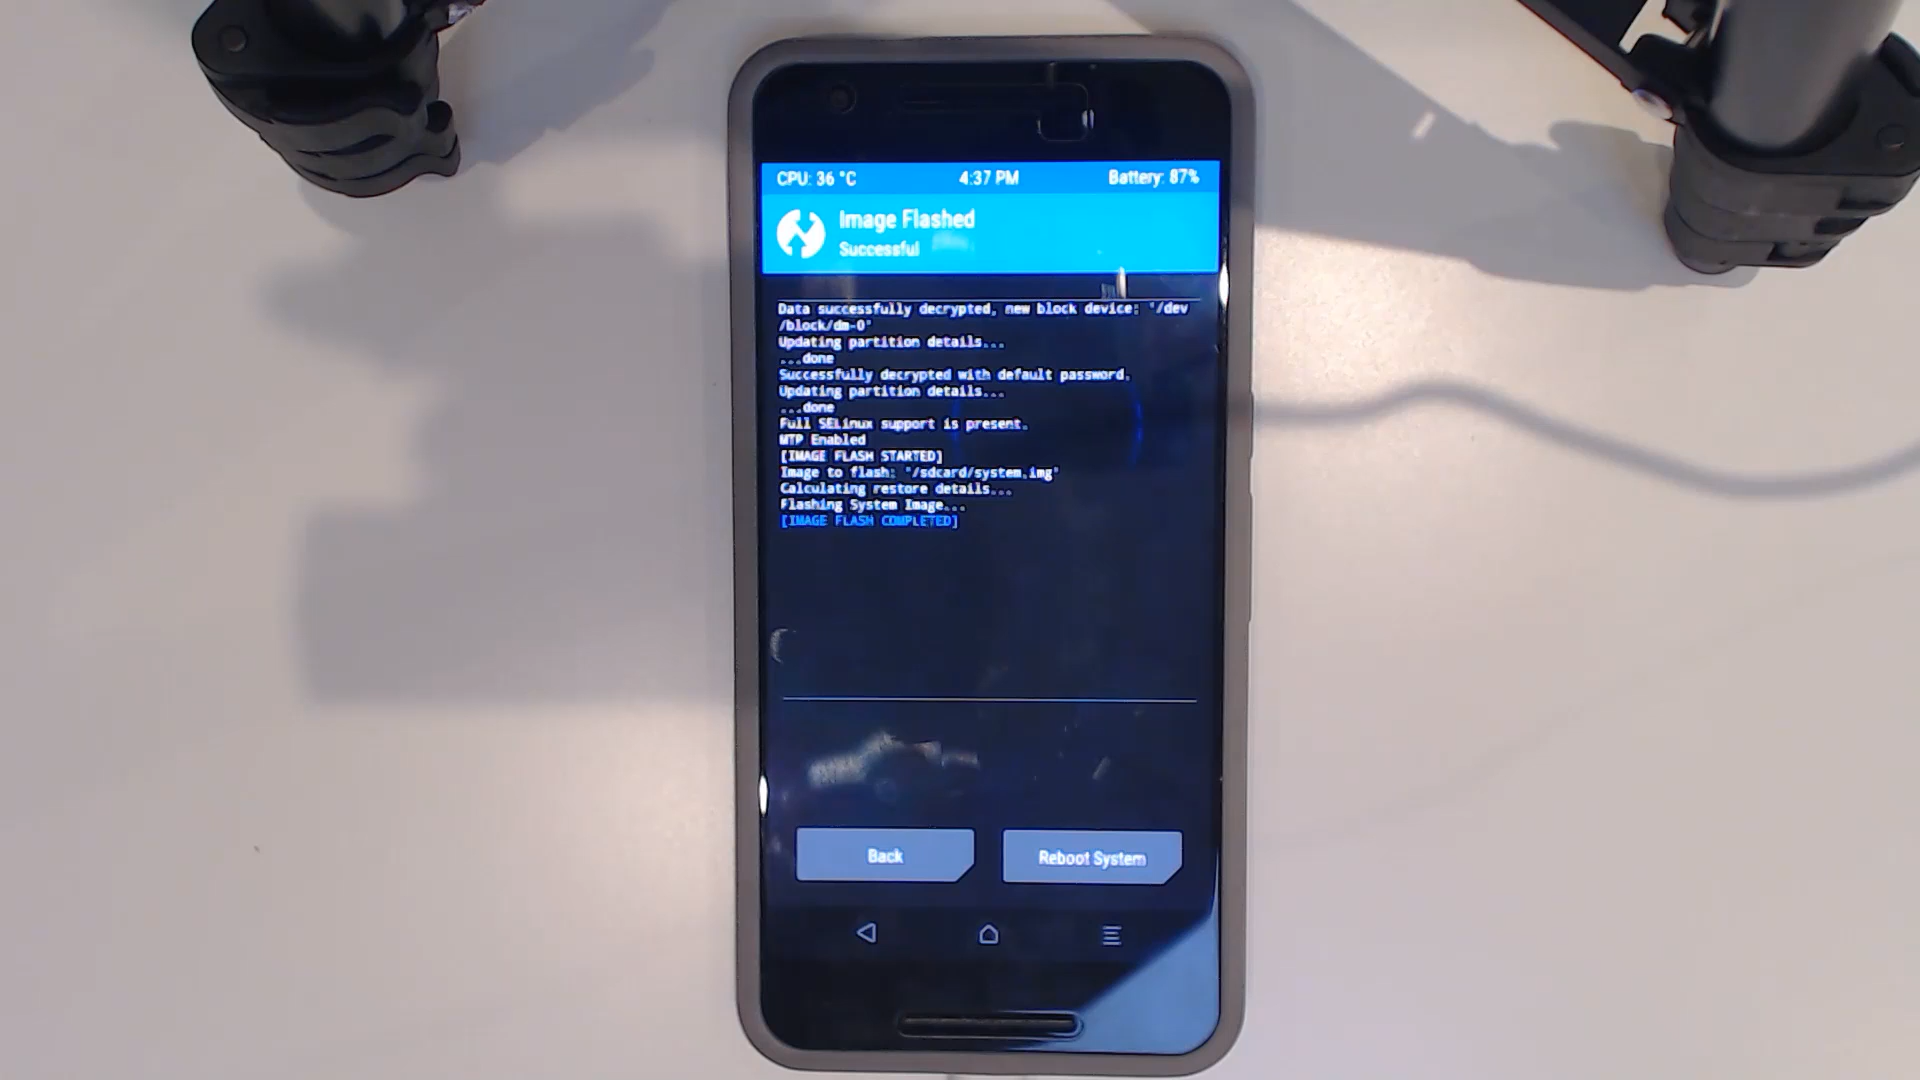 CPU: 36 °C 4:37 PM Battery: 87%
Image Flashed
Successful
Data successfully decrypted, new block device: '/dev
/block/dm-0'
Updating partition details...
...done
Successfully decrypted with default password.
Updating partition details...
...done
Full SELinux support is present.
MTP Enabled
[IMAGE FLASH STARTED]
Image to flash: '/sdcard/system.img'
Calculating restore details...
Flashing System Image...
[IMAGE FLASH COMPLETED]
Back Reboot System